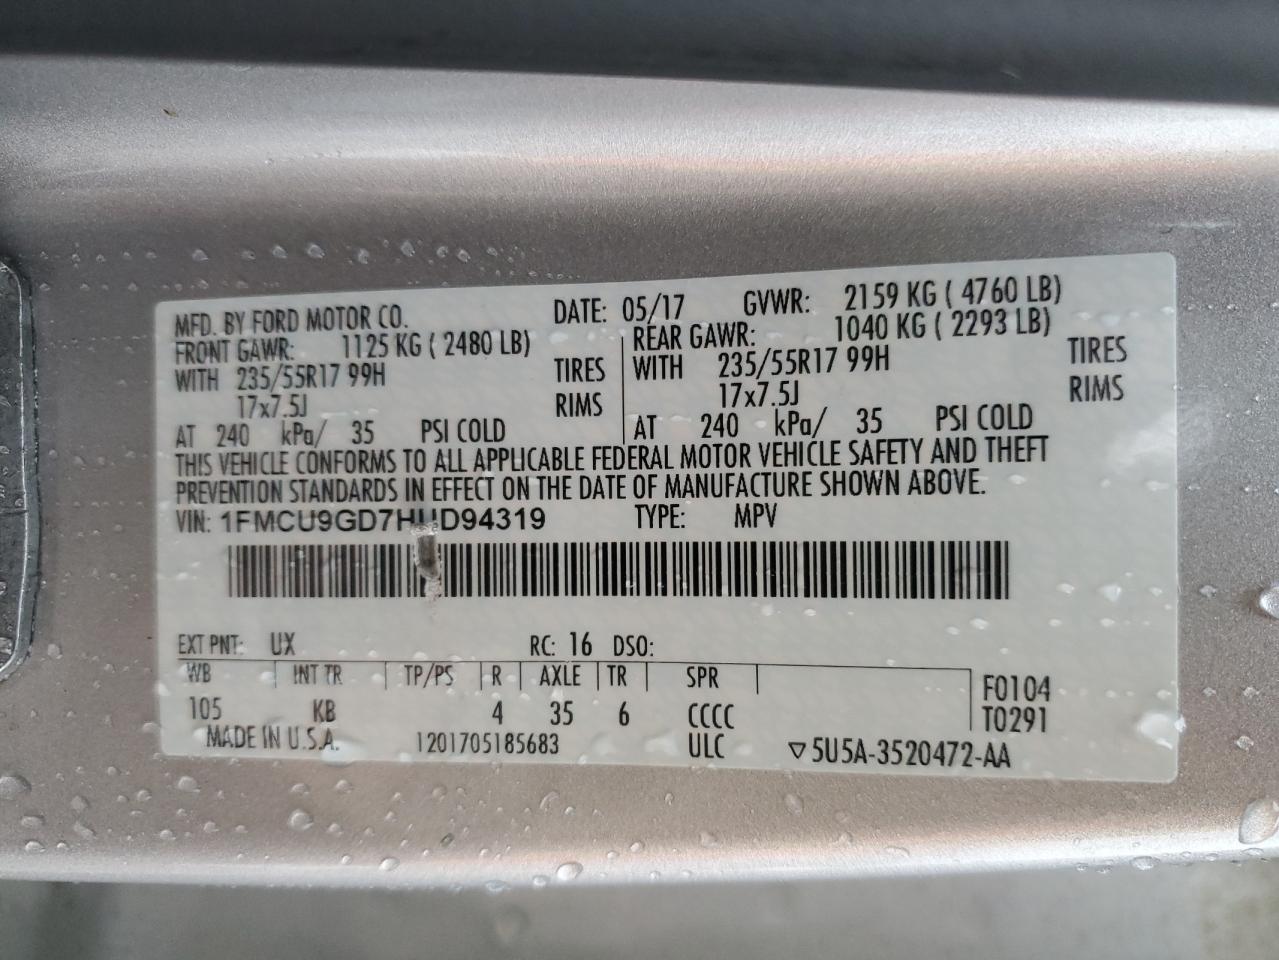 MFD. BY FORD MOTOR CO. DATE: 05/17 GVWR: 2159 KG ( 4760 LB)
FRONT GAWR: 1125 KG ( 2480 LB) REAR GAWR: 1040 KG ( 2293 LB)
WITH 235/55R17 99H TIRES WITH 235/55R17 99H TIRES
17x7.5J RIMS 17x7.5J RIMS
AT 240 kPa/ 35 PSI COLD AT 240 kPa/ 35 PSI COLD
THIS VEHICLE CONFORMS TO ALL APPLICABLE FEDERAL MOTOR VEHICLE SAFETY AND THEFT
PREVENTION STANDARDS IN EFFECT ON THE DATE OF MANUFACTURE SHOWN ABOVE.
VIN: 1FMCU9GD7HUD94319 TYPE: MPV
EXT PNT: UX RC: 16 DSO:
WB INT TR TP/PS R AXLE TR SPR F0104
105 KB 4 35 6 CCCC T0291
MADE IN U.S.A. 1201705185683 ULC ▽5U5A-3520472-AA